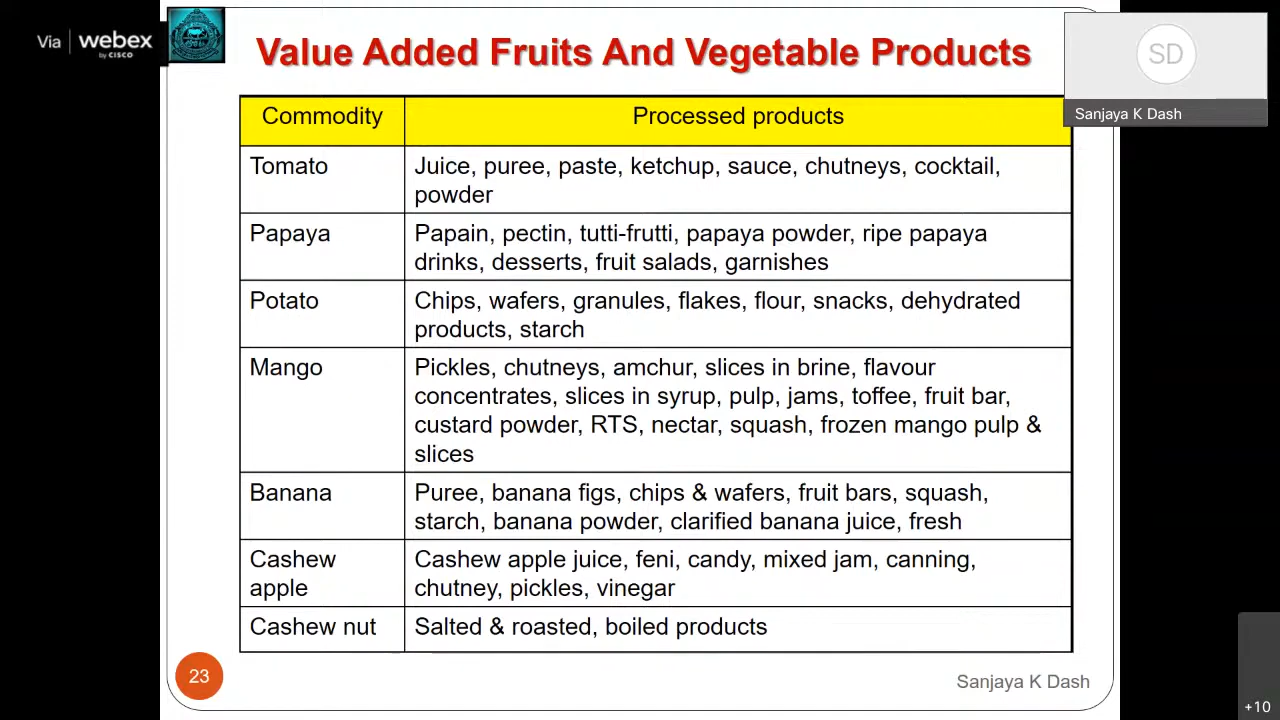 Via webex
by CISCO
Value Added Fruits And Vegetable Products
SD
Sanjaya K Dash
Commodity Processed products
Tomato Juice, puree, paste, ketchup, sauce, chutneys, cocktail,
powder
Papaya Papain, pectin, tutti-frutti, papaya powder, ripe papaya
drinks, desserts, fruit salads, garnishes
Potato Chips, wafers, granules, flakes, flour, snacks, dehydrated
products, starch
Mango Pickles, chutneys, amchur, slices in brine, flavour
concentrates, slices in syrup, pulp, jams, toffee, fruit bar,
custard powder, RTS, nectar, squash, frozen mango pulp &
slices
Banana Puree, banana figs, chips & wafers, fruit bars, squash,
starch, banana powder, clarified banana juice, fresh
Cashew Cashew apple juice, feni, candy, mixed jam, canning,
apple chutney, pickles, vinegar
Cashew nut Salted & roasted, boiled products
23
Sanjaya K Dash
+10